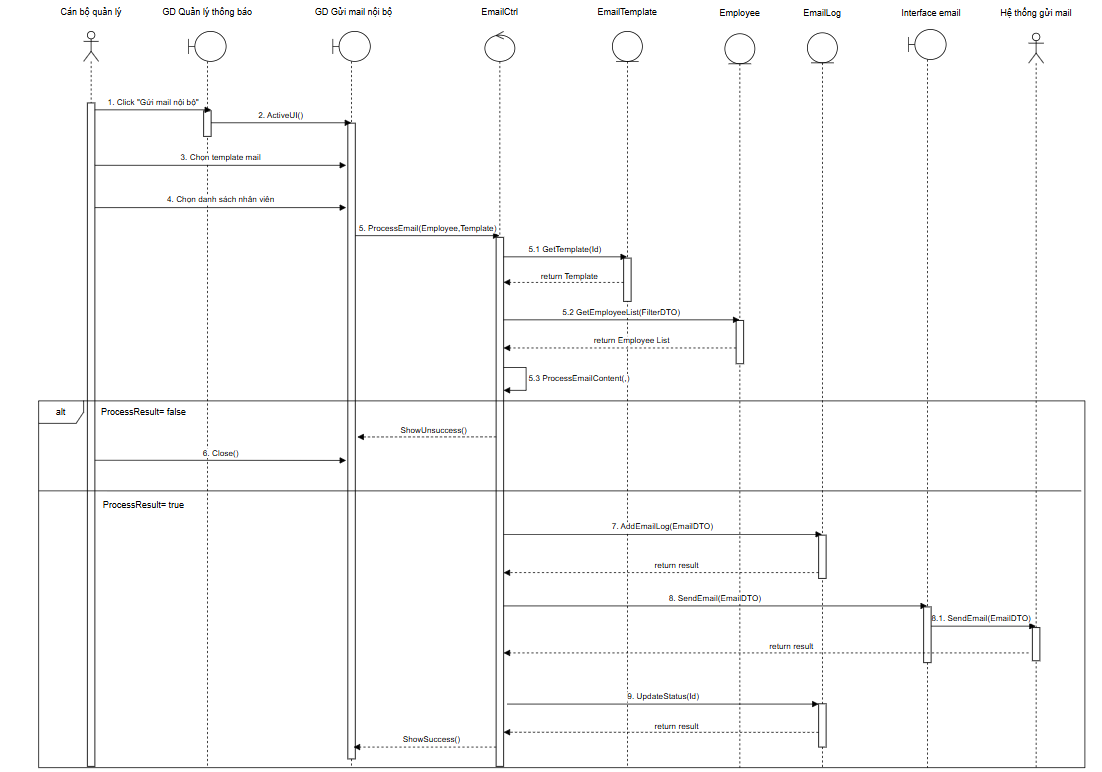 Cán bộ quản lý
GD Quản lý thông báo
GD Gửi mail nội bộ
EmailCtrl
EmailTemplate
Employee
EmailLog
Interface email
Hệ thống gửi mail
1. Click "Gửi mail nội bộ"
2. ActiveUI()
3. Chọn template mail
4. Chọn danh sách nhân viên
5. ProcessEmail(Employee,Template)
5.1 GetTemplate(Id)
return Template
5.2 GetEmployeeList(FilterDTO)
return Employee List
5.3 ProcessEmailContent(,)
alt
ProcessResult= false
ShowUnsuccess()
6. Close()
ProcessResult= true
7. AddEmailLog(EmailDTO)
return result
8. SendEmail(EmailDTO)
8.1. SendEmail(EmailDTO)
return result
9. UpdateStatus(Id)
return result
ShowSuccess()